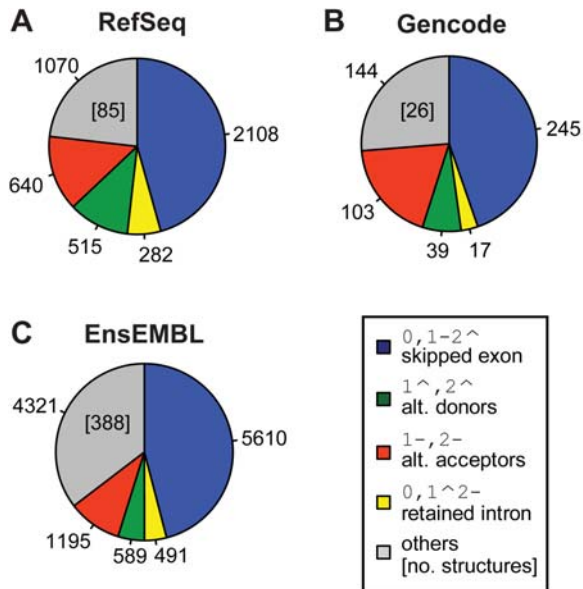 A RefSeq
1070
[85]
2108
640
515
282
B Gencode
144
[26]
245
103
39
17
C EnsEMBL
4321
[388]
5610
1195
589
491
0,1-2^
skipped exon
1^,2^
alt. donors
1-,2-
alt. acceptors
0,1^2-
retained intron
others
[no. structures]